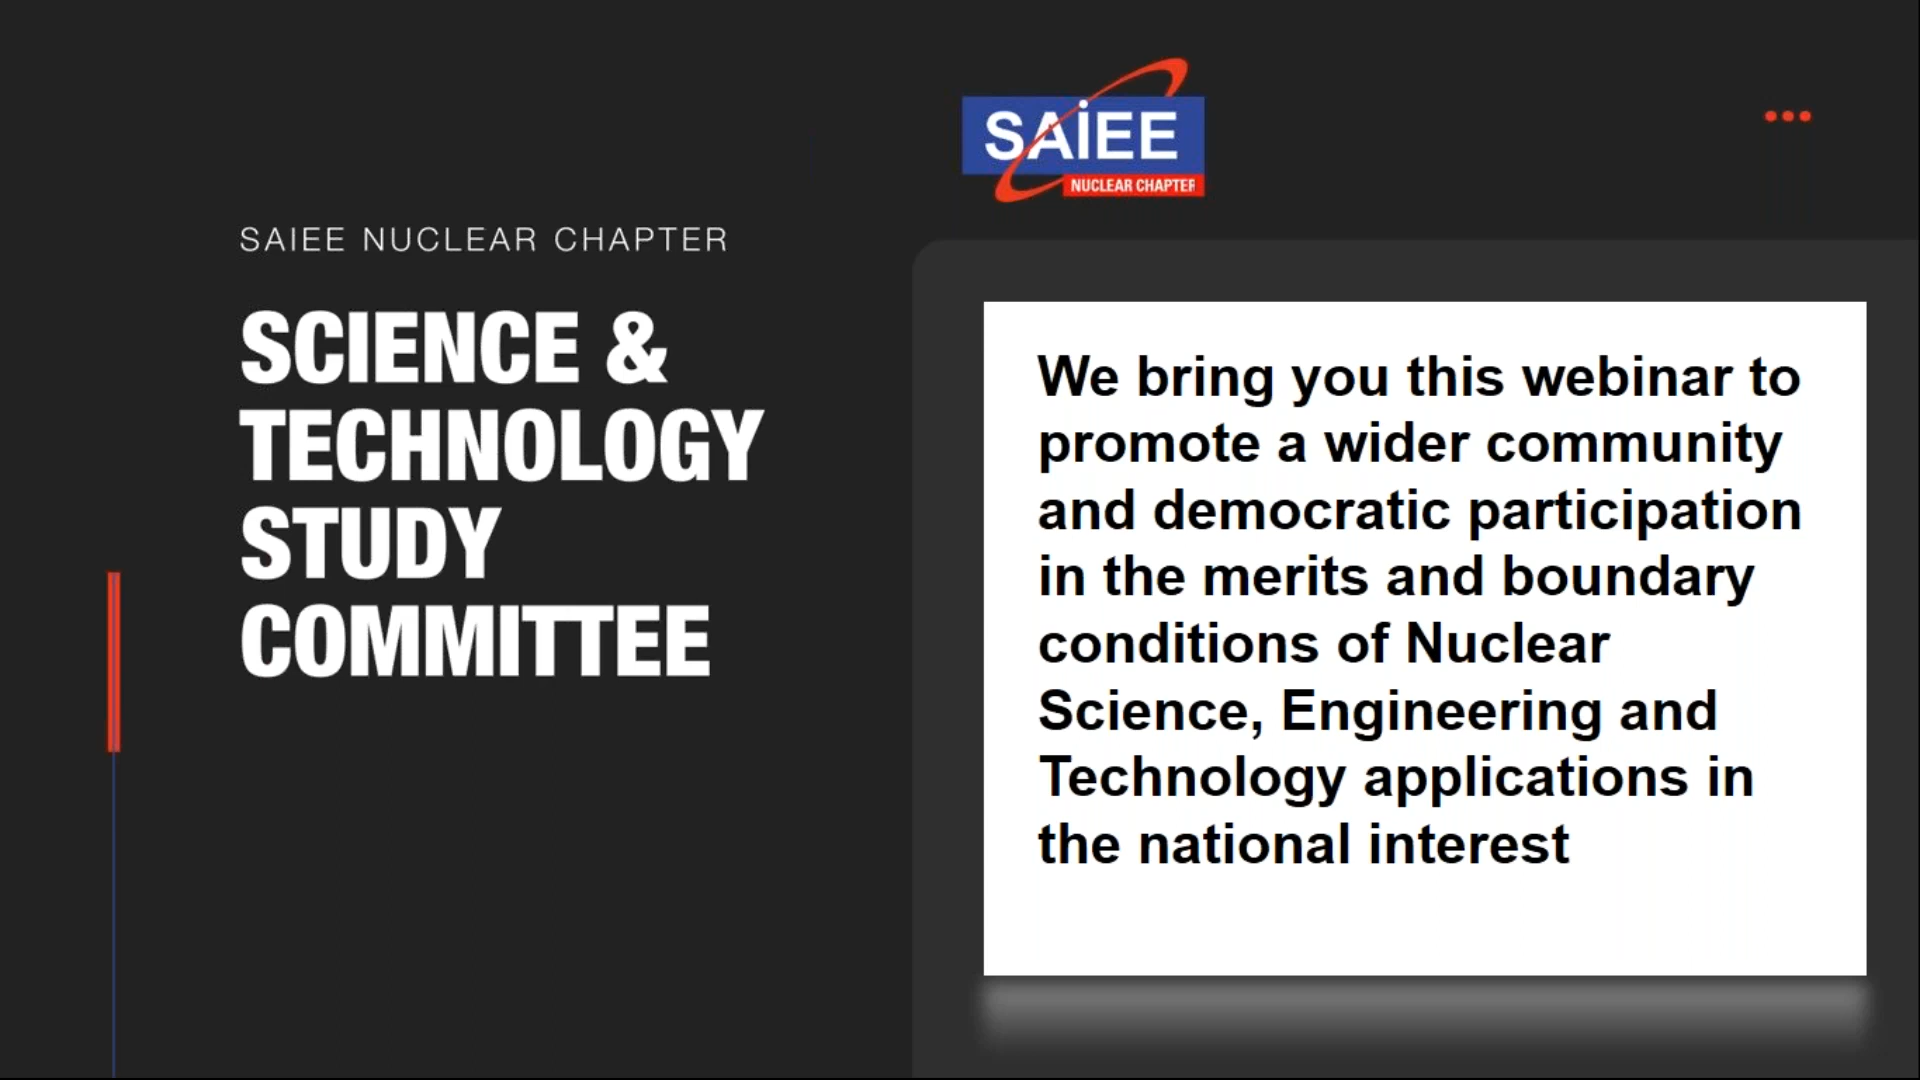 SAiEE
NUCLEAR CHAPTER
SAIEE NUCLEAR CHAPTER
SCIENCE &
TECHNOLOGY
STUDY
COMMITTEE
We bring you this webinar to
promote a wider community
and democratic participation
in the merits and boundary
conditions of Nuclear
Science, Engineering and
Technology applications in
the national interest